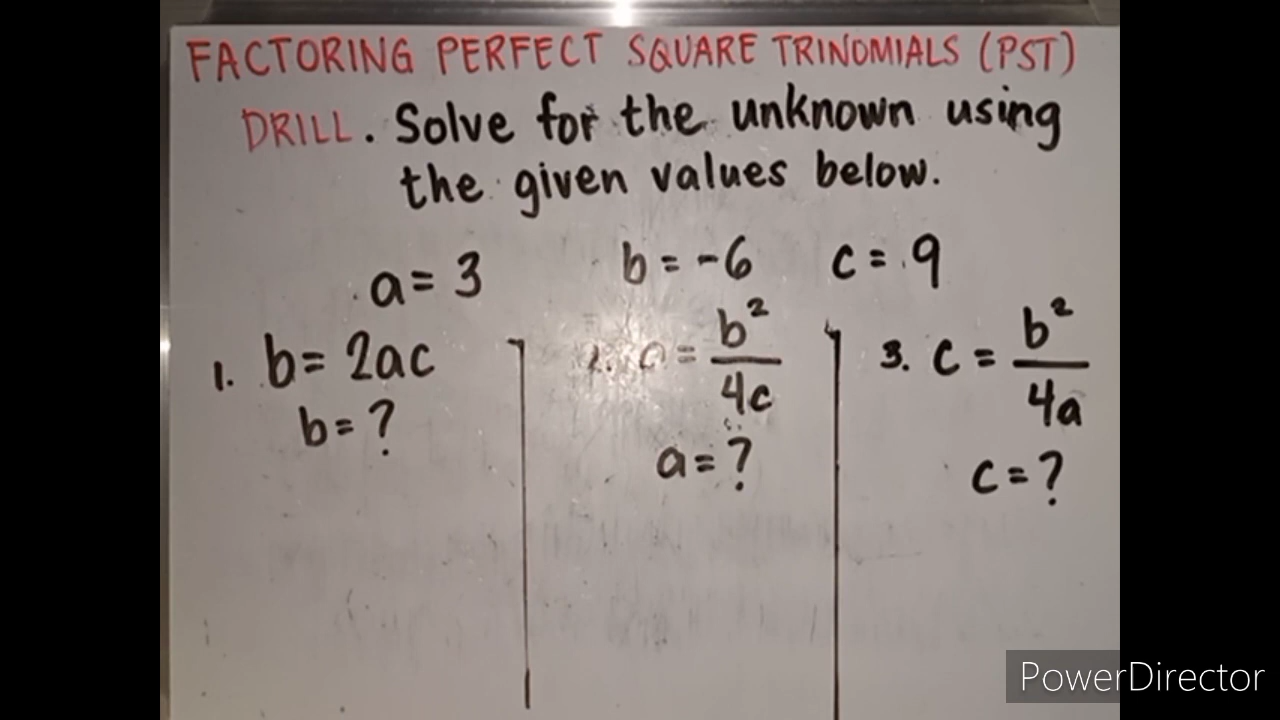 FACTORING PERFECT SQUARE TRINOMIALS (PST)
DRILL. Solve for the unknown using
the given values below.
a = 3 b = -6 c = 9
1. b = 2ac
b = ?
2. a = b² / 4c
a = ?
3. c = b² / 4a
c = ?
PowerDirector